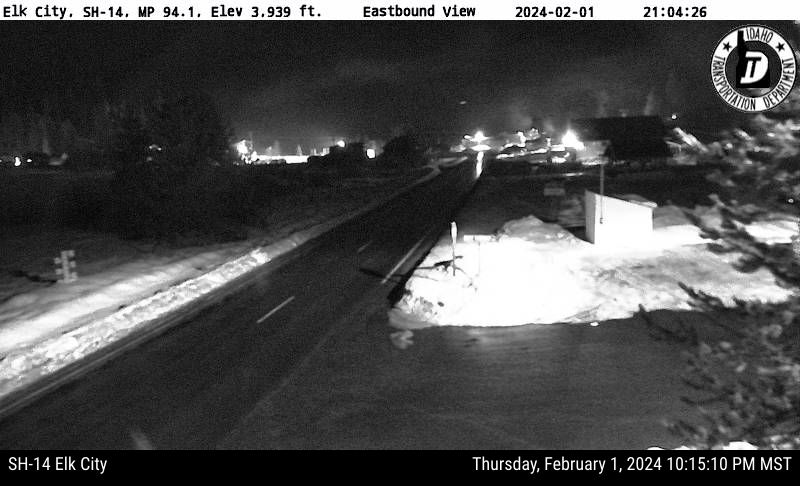 Elk City, SH-14, MP 94.1, Elev 3,939 ft. Eastbound View 2024-02-01 21:04:26
IDAHO
TRANSPORTATION DEPARTMENT
SH-14 Elk City Thursday, February 1, 2024 10:15:10 PM MST